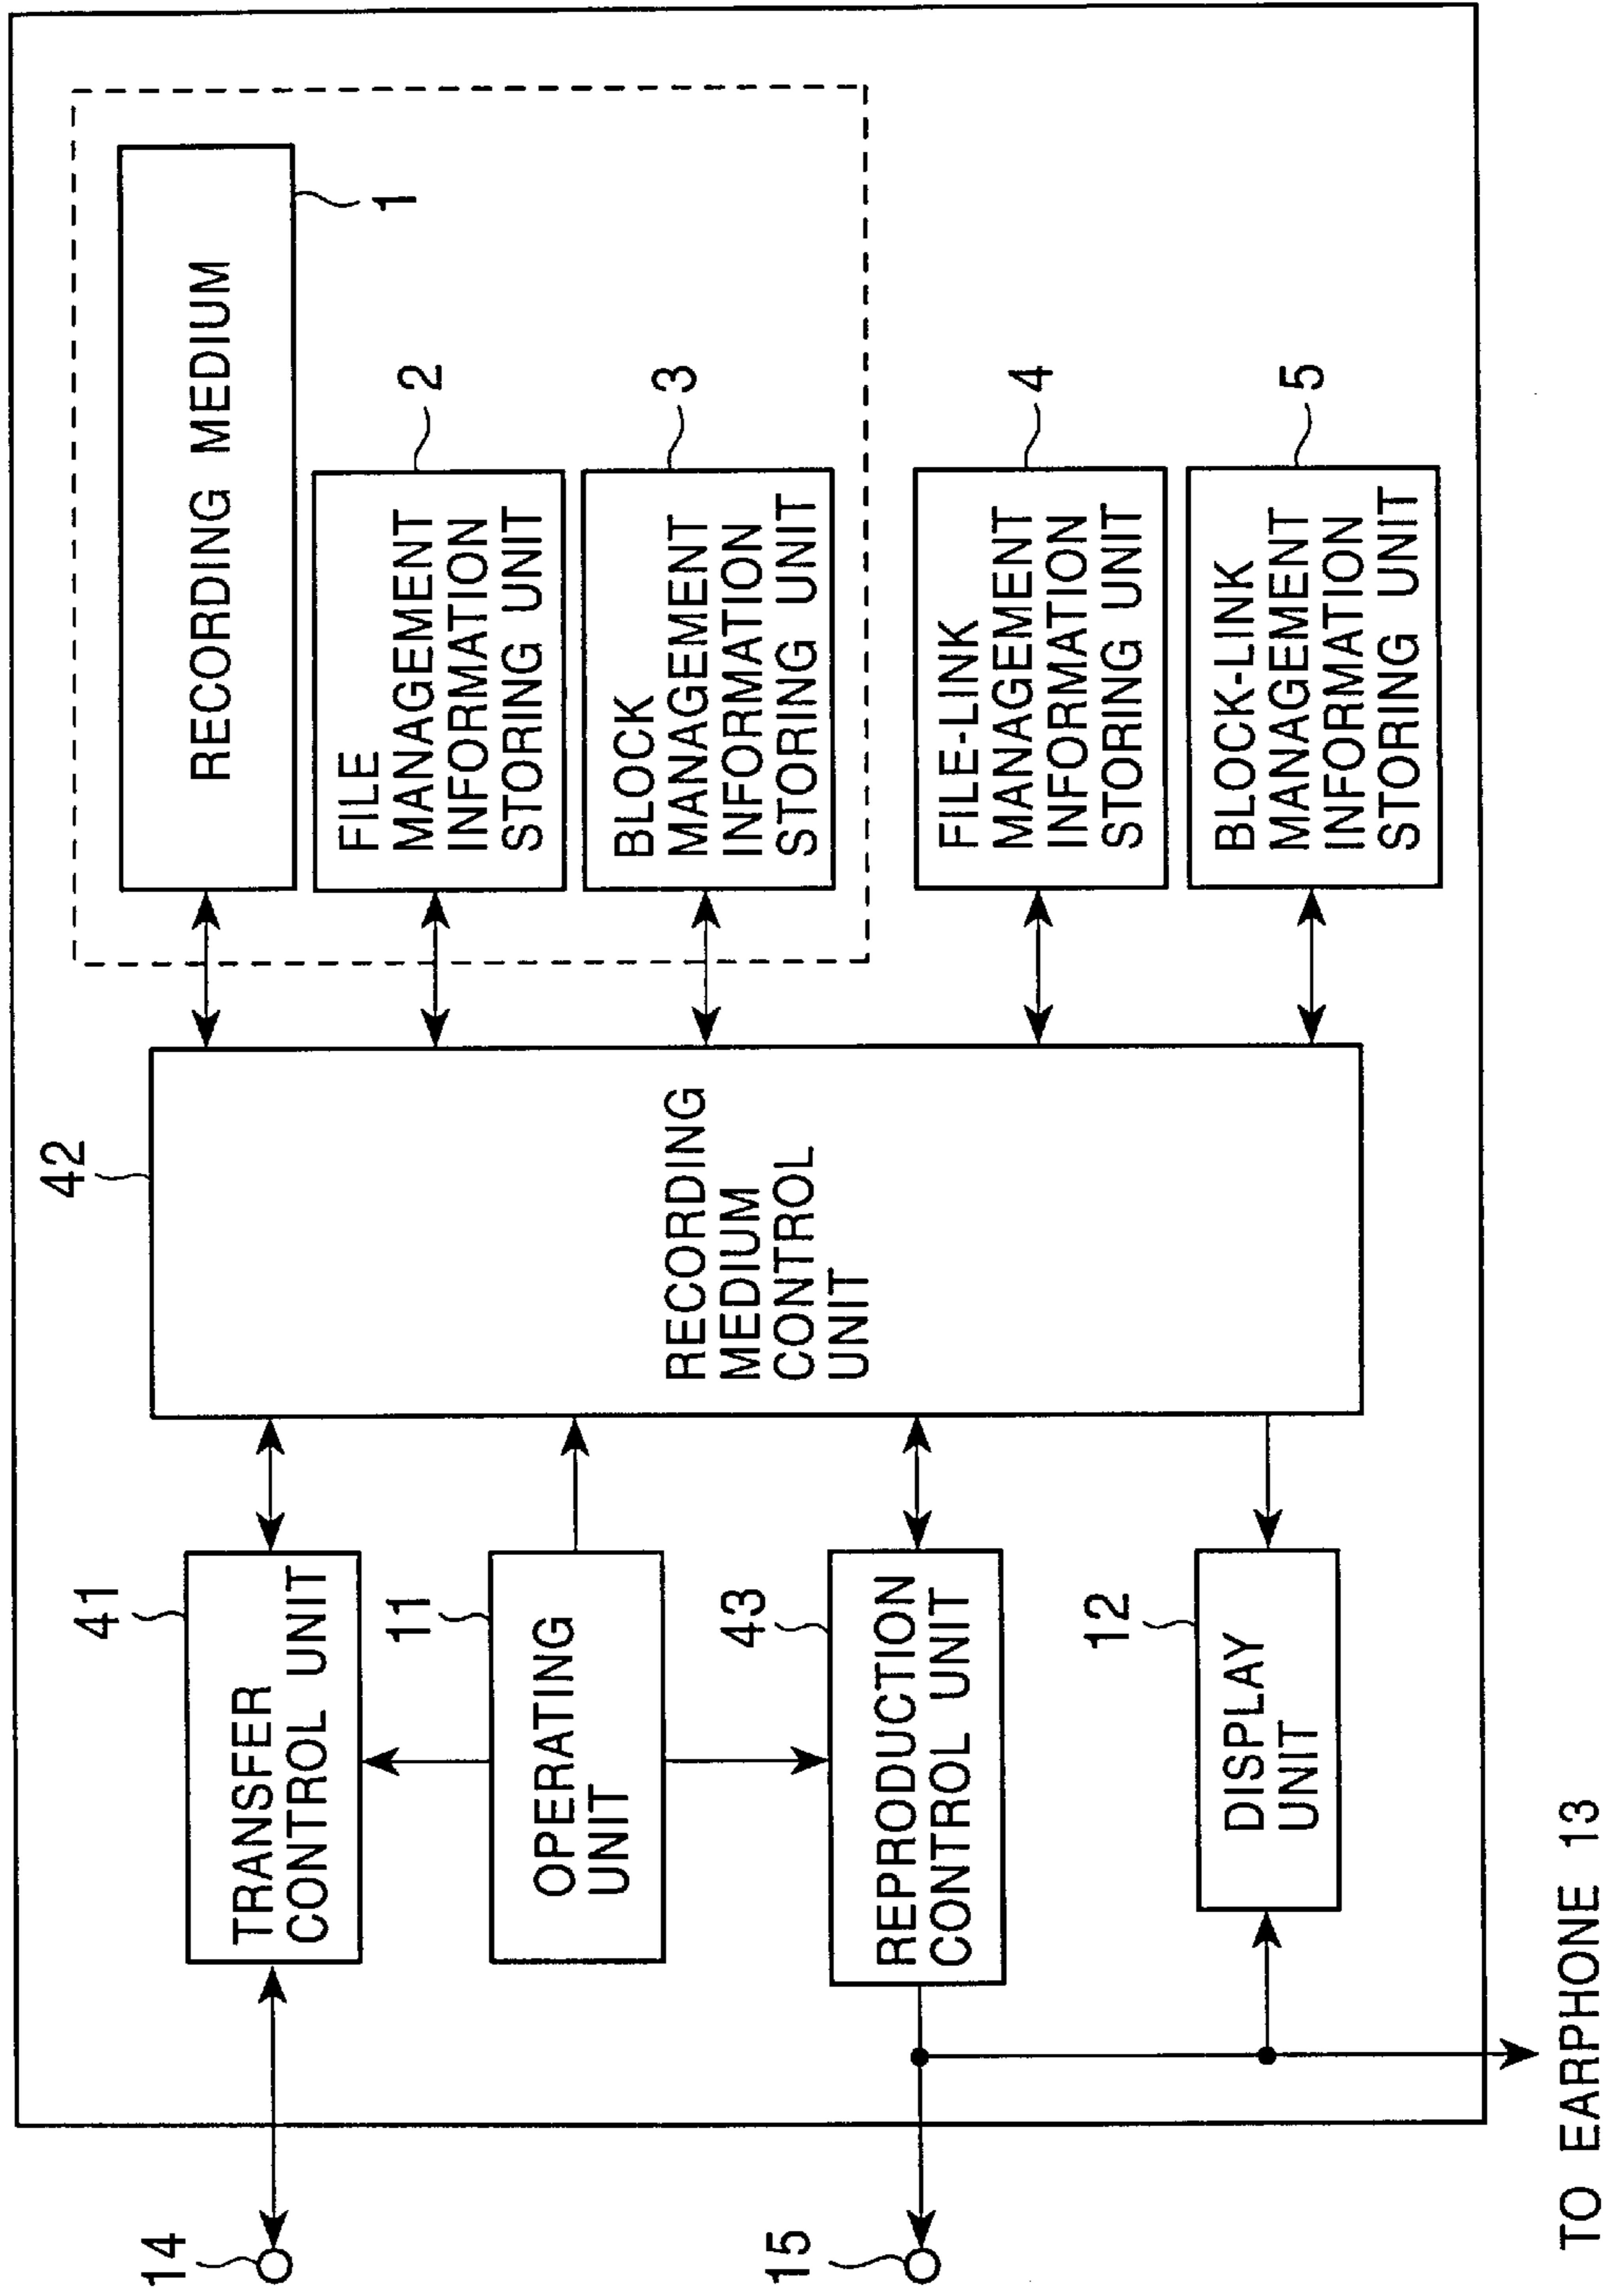 14
15
TO EARPHONE 13
41
TRANSFER
CONTROL UNIT
11
OPERATING
UNIT
43
REPRODUCTION
CONTROL UNIT
12
DISPLAY
UNIT
42
RECORDING
MEDIUM
CONTROL
UNIT
RECORDING MEDIUM
1
FILE
MANAGEMENT
INFORMATION
STORING UNIT
2
BLOCK
MANAGEMENT
INFORMATION
STORING UNIT
3
FILE-LINK
MANAGEMENT
INFORMATION
STORING UNIT
4
BLOCK-LINK
MANAGEMENT
INFORMATION
STORING UNIT
5